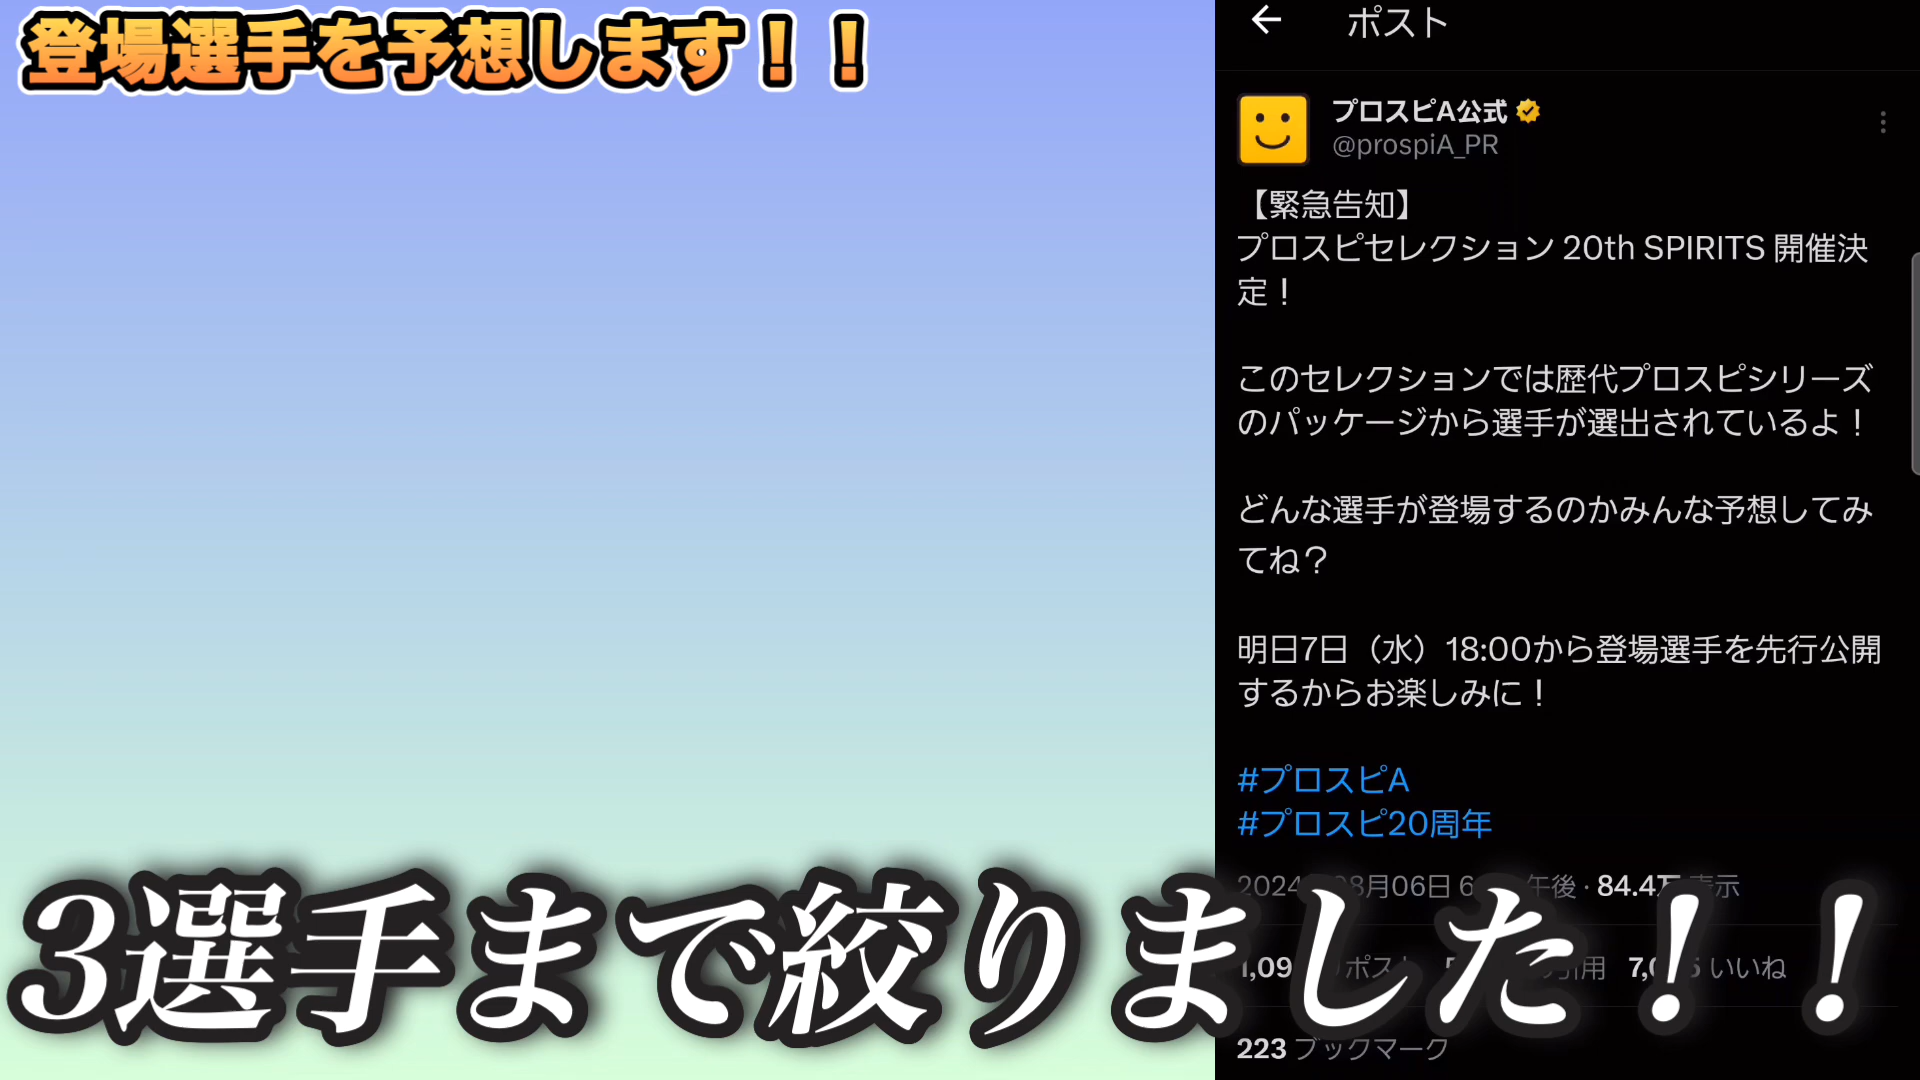 登場選手を予想します！！
ポスト
プロスピA公式
@prospiA_PR
【緊急告知】
プロスピセレクション 20th SPIRITS 開催決
定！
このセレクションでは歴代プロスピシリーズ
のパッケージから選手が選出されているよ！
どんな選手が登場するのかみんな予想してみ
てね？
明日7日（水）18:00から登場選手を先行公開
するからお楽しみに！
#プロスピA
#プロスピ20周年
84.4万
いいね
3選手まで絞りました！！
223 ブックマーク